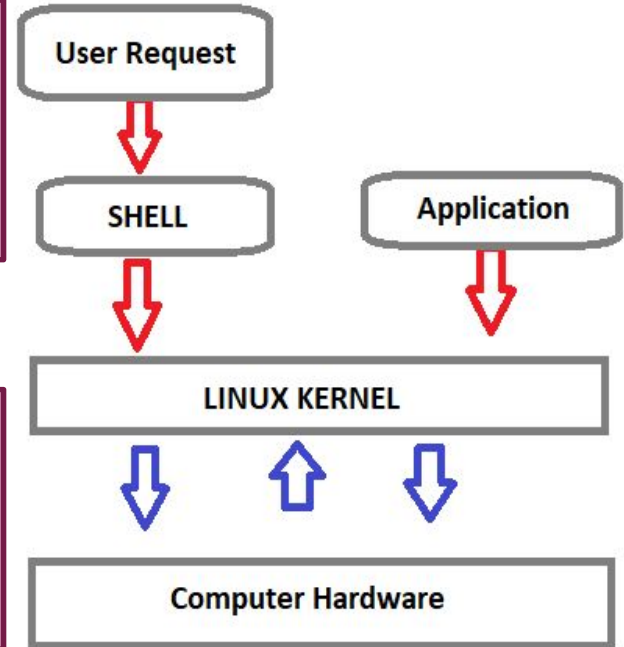 User Request
SHELL
Application
LINUX KERNEL
Computer Hardware